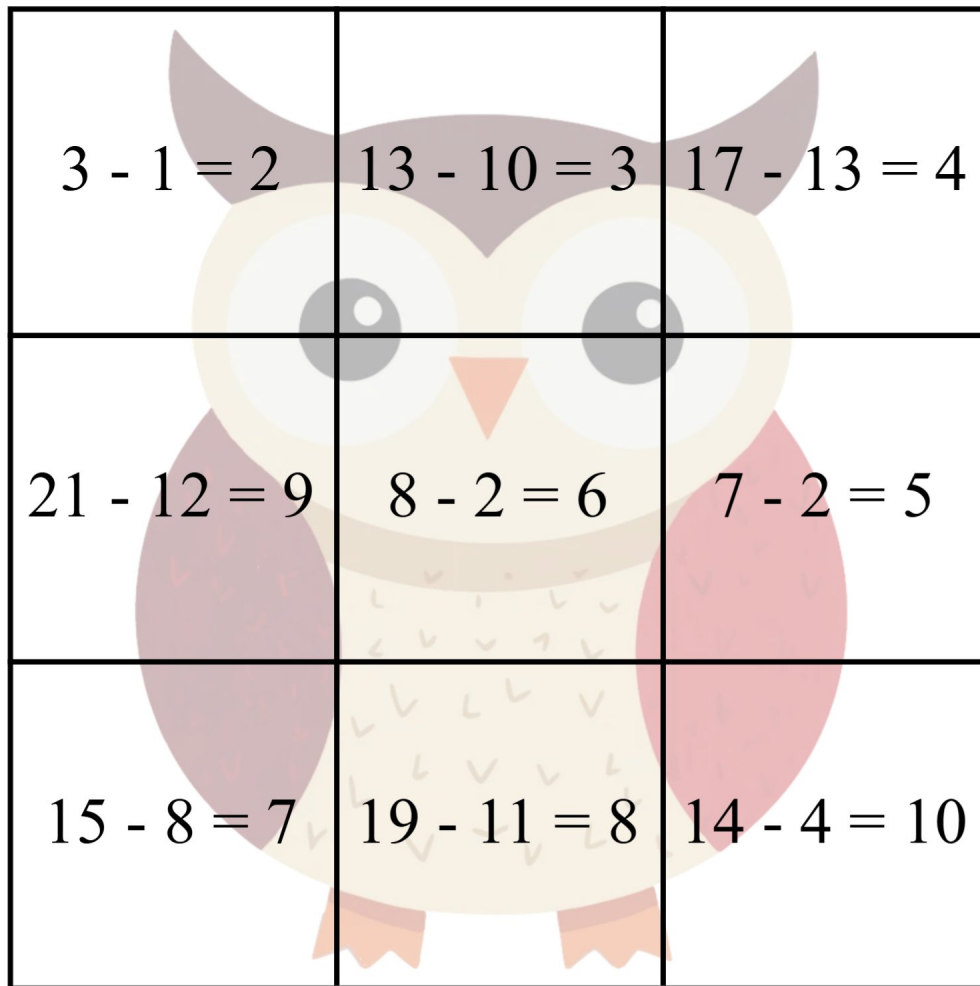 3 - 1 = 2
13 - 10 = 3
17 - 13 = 4
21 - 12 = 9
8 - 2 = 6
7 - 2 = 5
15 - 8 = 7
19 - 11 = 8
14 - 4 = 10